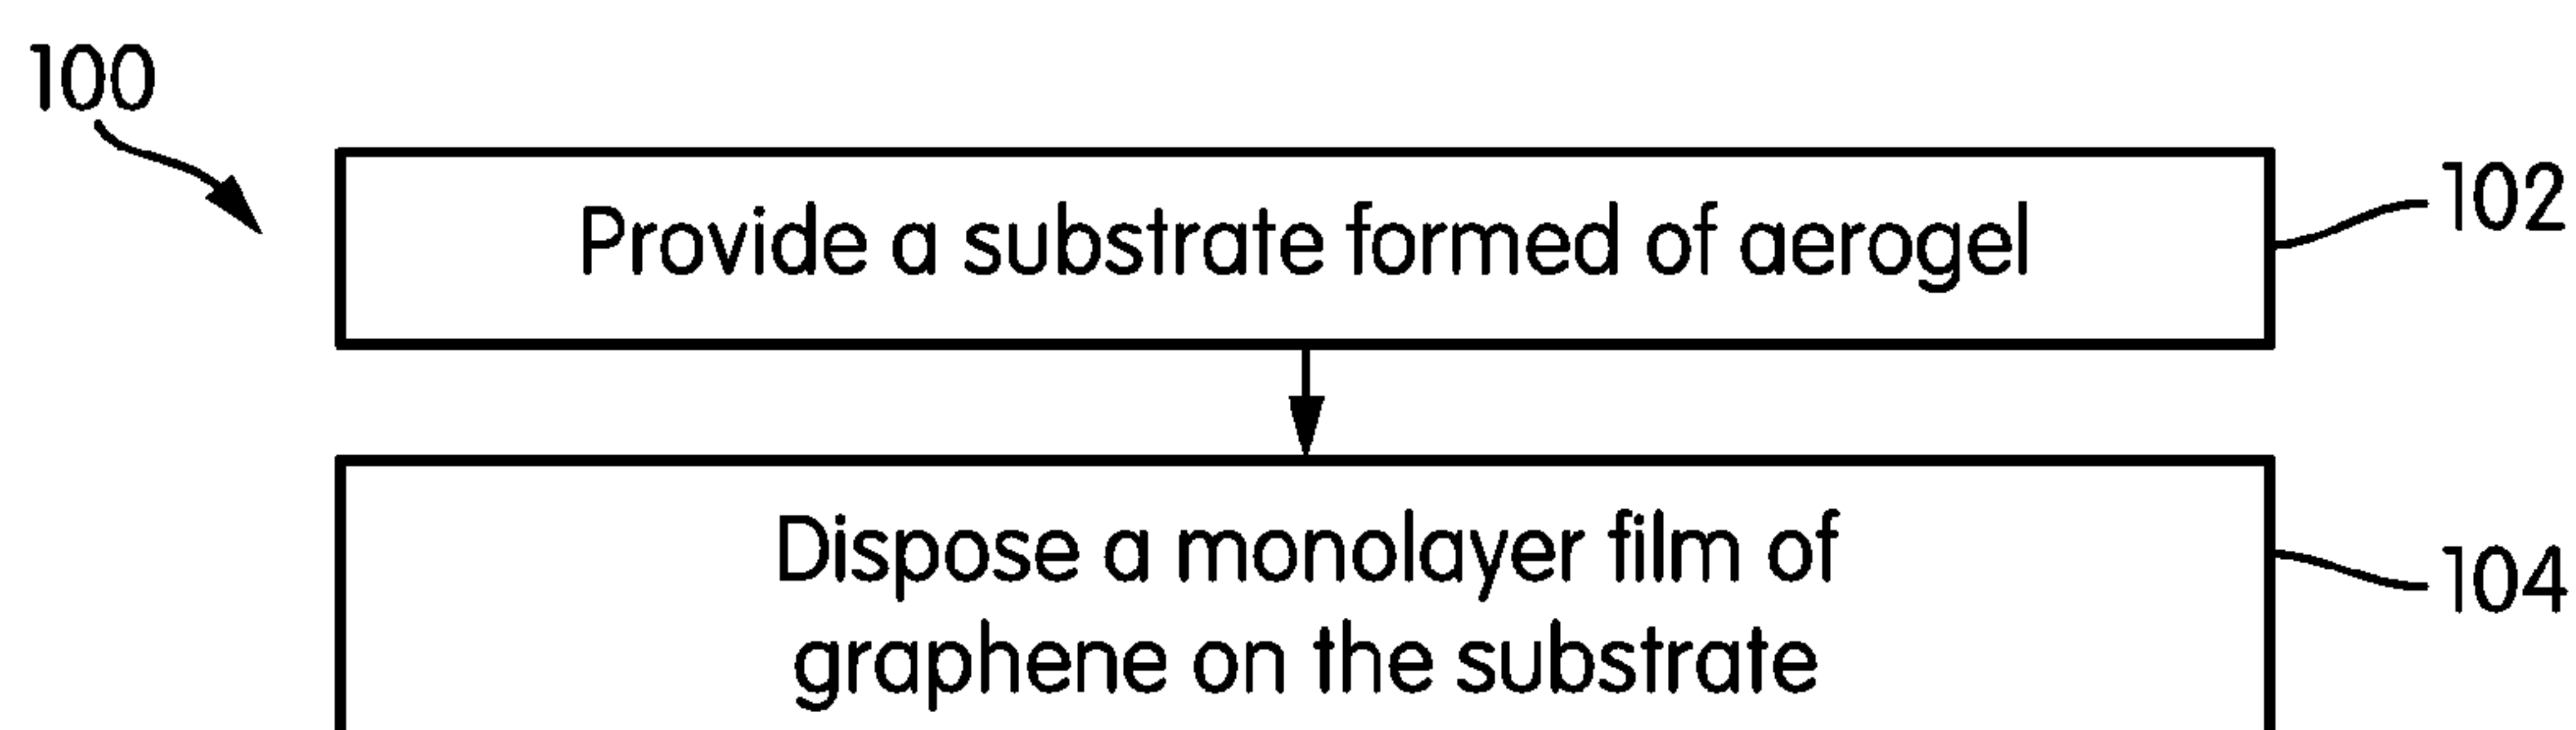 100
Provide a substrate formed of aerogel
102
Dispose a monolayer film of
graphene on the substrate
104